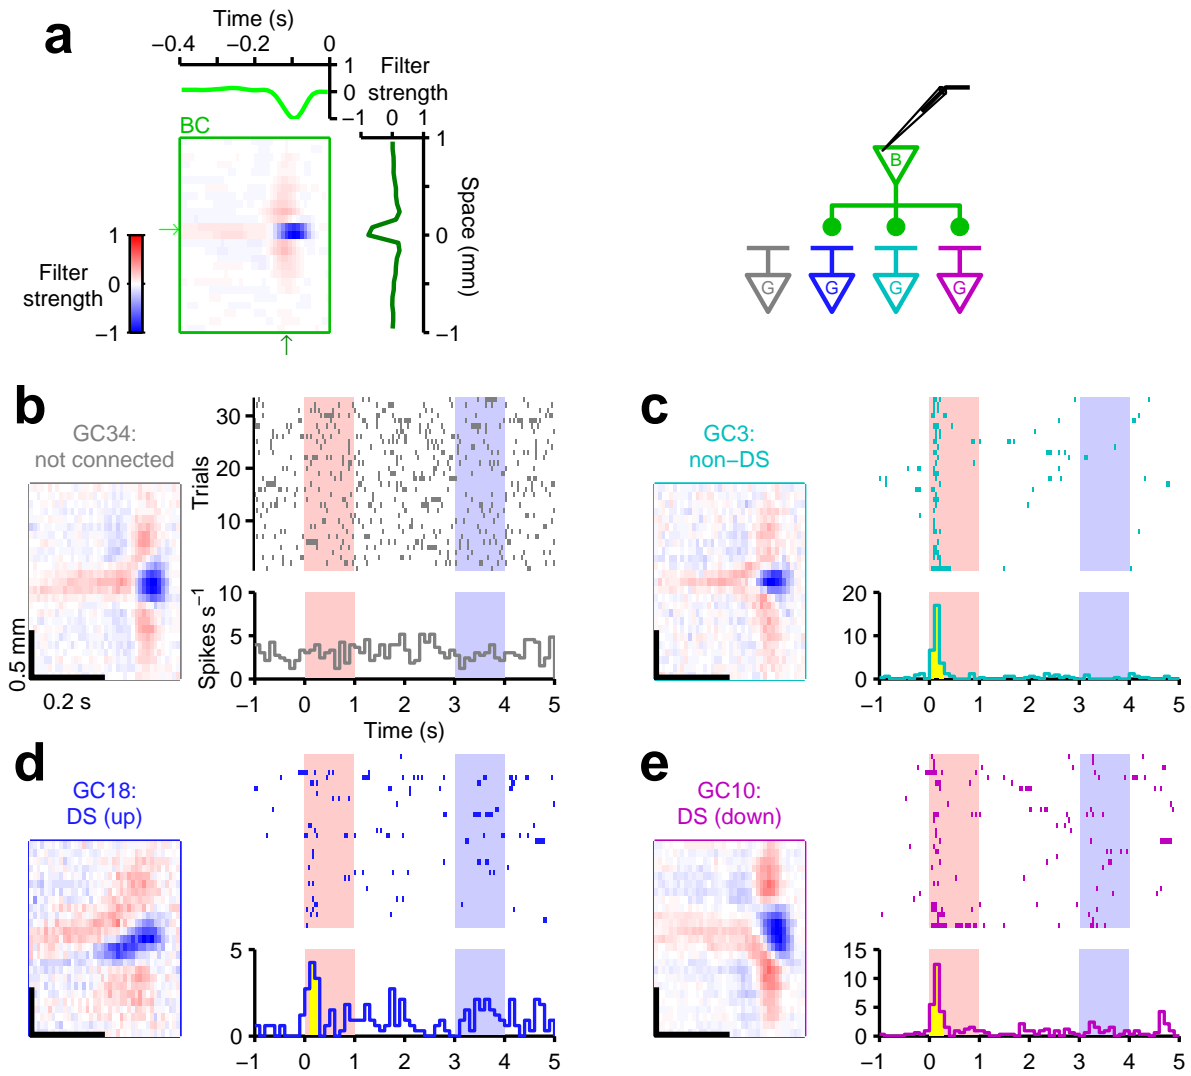 a
Time (s)
−0.4 −0.2 0
1
0
−1
Filter
strength
−1 0 1
BC
1
0
−1
Space (mm)
1
0
−1
Filter
strength
B
G G G G
b
GC34:
not connected
0.5 mm
0.2 s
Trials
30
20
10
Spikes s⁻¹
10
5
0
−1 0 1 2 3 4 5
Time (s)
c
GC3:
non−DS
20
10
0
−1 0 1 2 3 4 5
d
GC18:
DS (up)
5
0
−1 0 1 2 3 4 5
e
GC10:
DS (down)
15
10
5
0
−1 0 1 2 3 4 5